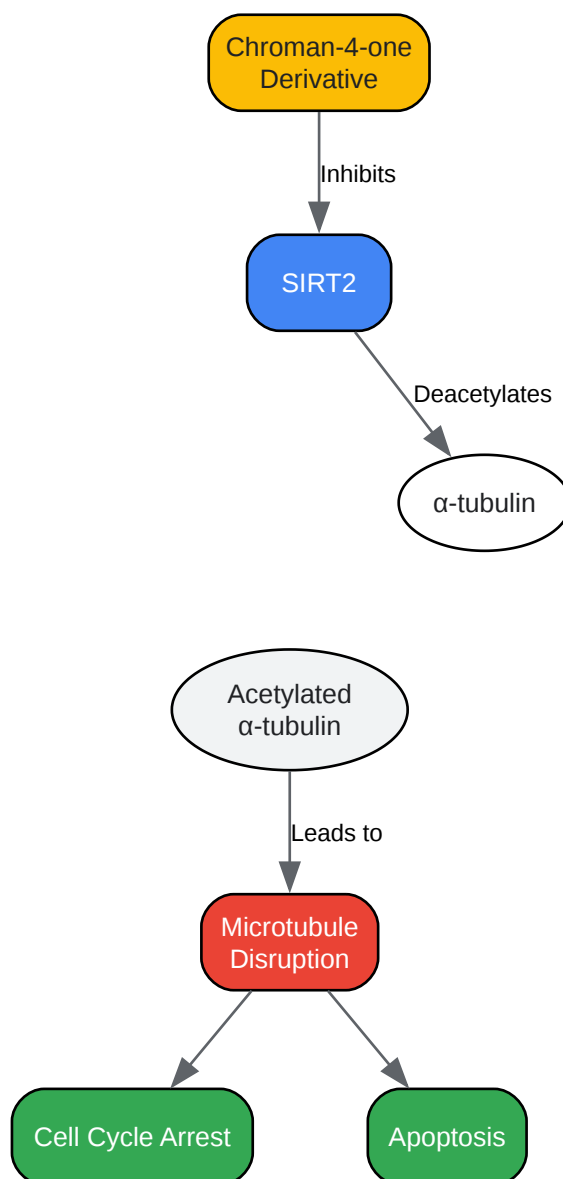 Chroman-4-one
Derivative
Inhibits
SIRT2
Deacetylates
α-tubulin
Acetylated
α-tubulin
Leads to
Microtubule
Disruption
Cell Cycle Arrest
Apoptosis